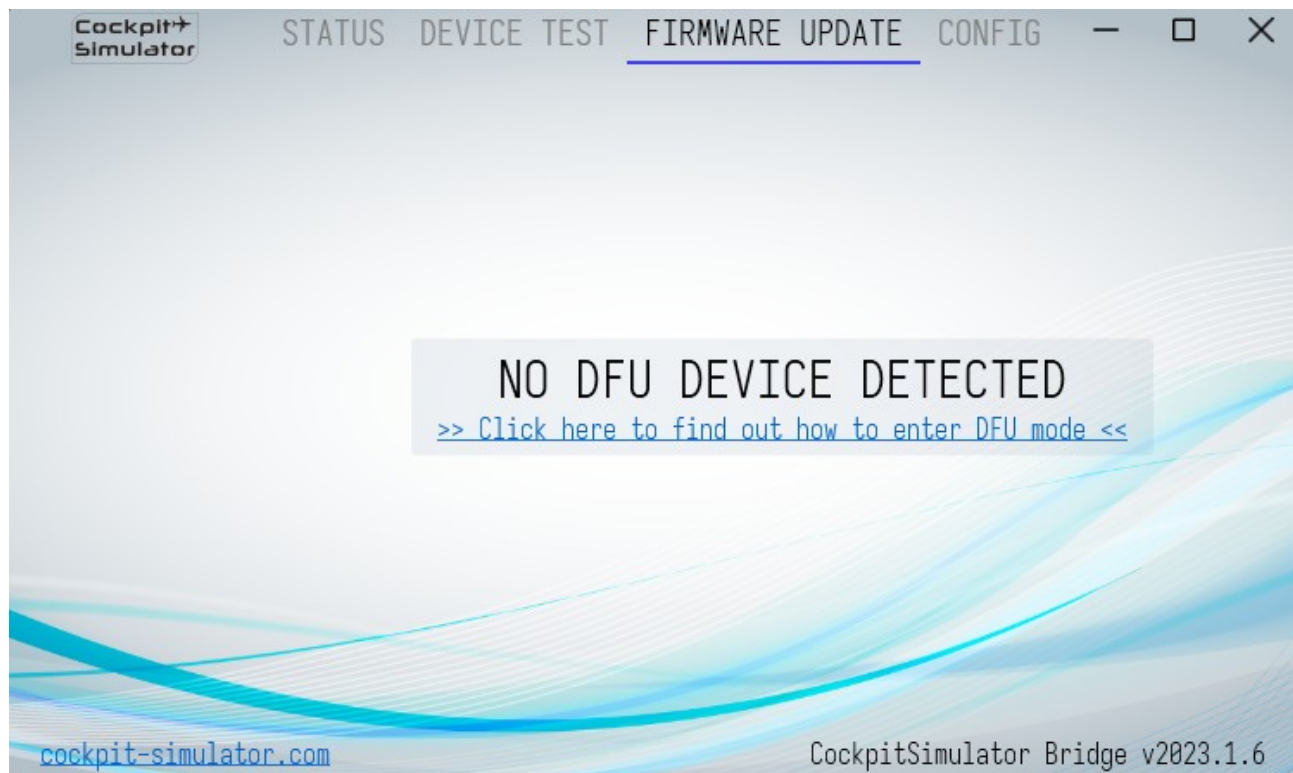 Cockpit
Simulator
STATUS DEVICE TEST FIRMWARE UPDATE CONFIG
NO DFU DEVICE DETECTED
>> Click here to find out how to enter DFU mode <<
cockpit-simulator.com
CockpitSimulator Bridge v2023.1.6